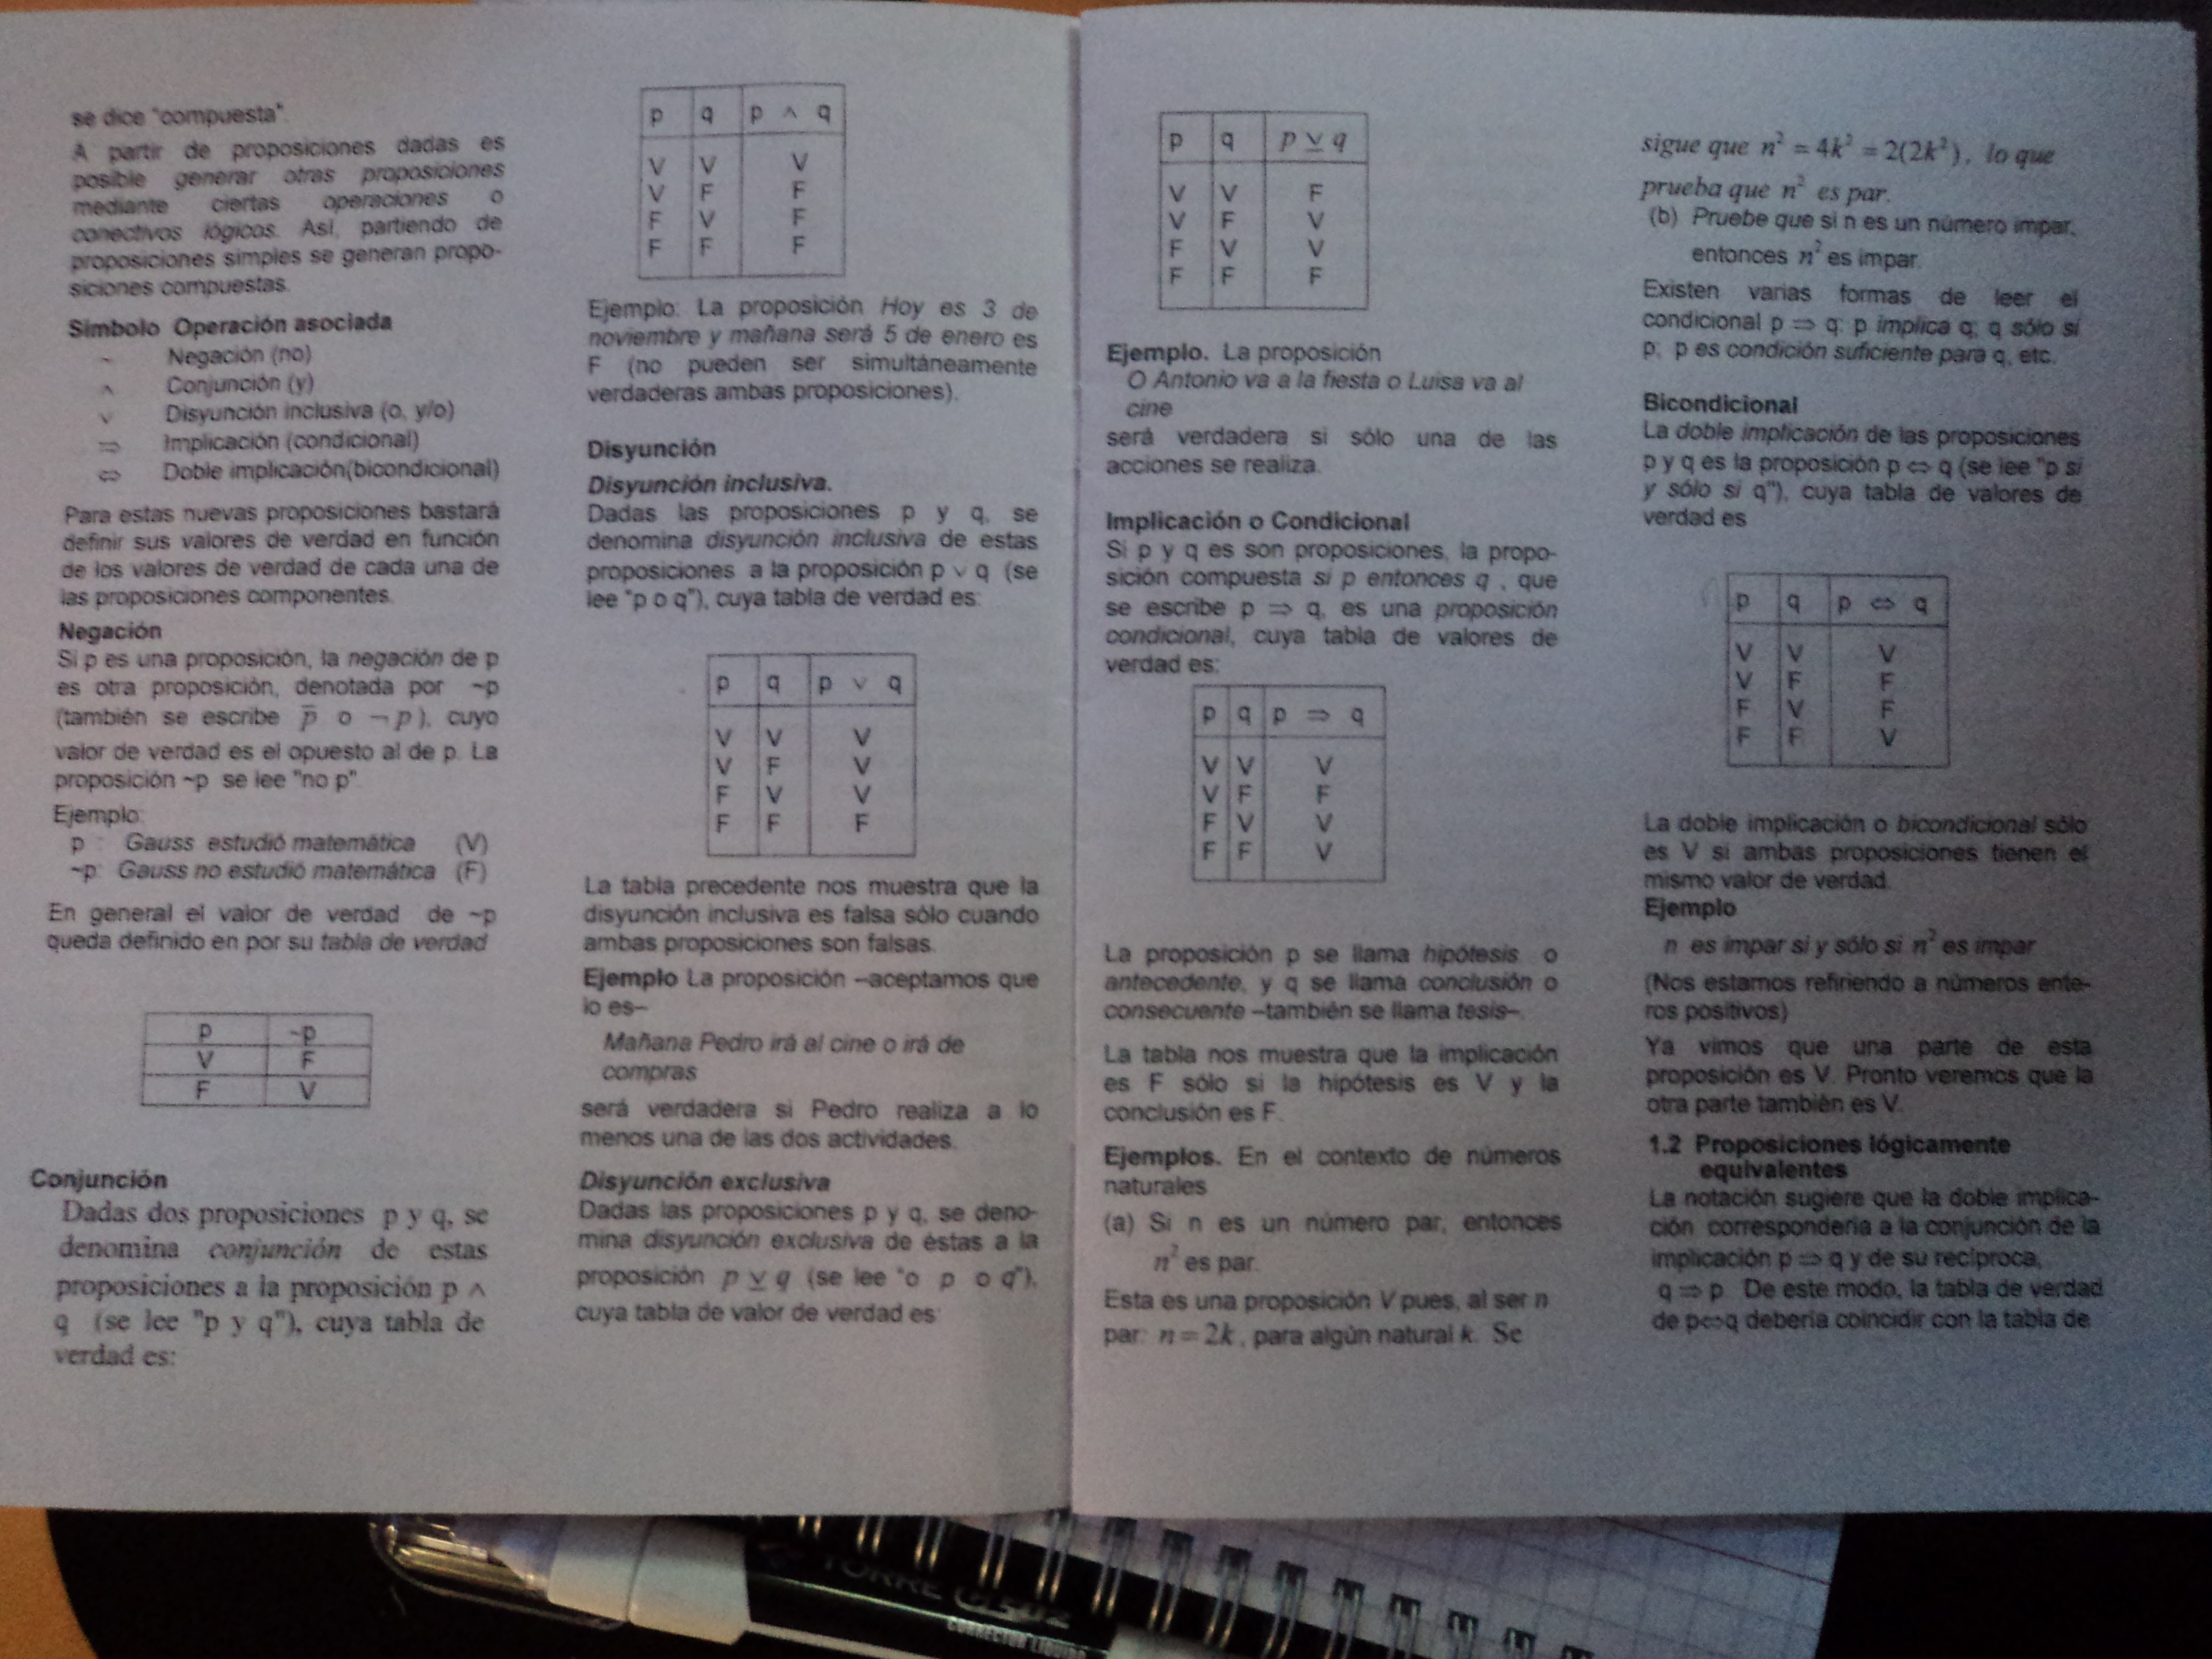 se dice "compuesta".
A partir de proposiciones dadas es
posible generar otras proposiciones
mediante ciertas operaciones o
conectivos lógicos. Así, partiendo de
proposiciones simples se generan propo-
siciones compuestas.
Símbolo Operación asociada
~ Negación (no)
∧ Conjunción (y)
∨ Disyunción inclusiva (o, y/o)
⇒ Implicación (condicional)
⇔ Doble implicación(bicondicional)
Para estas nuevas proposiciones bastará
definir sus valores de verdad en función
de los valores de verdad de cada una de
las proposiciones componentes.
Negación
Si p es una proposición, la negación de p
es otra proposición, denotada por ~p
(también se escribe p̅ o ¬ p ), cuyo
valor de verdad es el opuesto al de p. La
proposición ~p se lee "no p"
Ejemplo:
p : Gauss estudió matemática (V)
~p: Gauss no estudió matemática (F)
En general el valor de verdad de ~p
queda definido en por su tabla de verdad
p ~p
V F
F V
Conjunción
Dadas dos proposiciones p y q, se
denomina conjunción de estas
proposiciones a la proposición p ∧
q (se lee "p y q"), cuya tabla de
verdad es:
p q p ∧ q
V V V
V F F
F V F
F F F
Ejemplo: La proposición Hoy es 3 de
noviembre y mañana será 5 de enero es
F (no pueden ser simultáneamente
verdaderas ambas proposiciones).
Disyunción
Disyunción inclusiva.
Dadas las proposiciones p y q, se
denomina disyunción inclusiva de estas
proposiciones a la proposición p ∨ q (se
lee "p o q"), cuya tabla de verdad es:
p q p ∨ q
V V V
V F V
F V V
F F F
La tabla precedente nos muestra que la
disyunción inclusiva es falsa sólo cuando
ambas proposiciones son falsas.
Ejemplo La proposición –aceptamos que
lo es–
Mañana Pedro irá al cine o irá de
compras
será verdadera si Pedro realiza a lo
menos una de las dos actividades.
Disyunción exclusiva
Dadas las proposiciones p y q, se deno-
mina disyunción exclusiva de éstas a la
proposición p ⊻ q (se lee "o p o q"),
cuya tabla de valor de verdad es:
p q p ⊻ q
V V F
V F V
F V V
F F F
Ejemplo. La proposición
O Antonio va a la fiesta o Luisa va al
cine
será verdadera si sólo una de las
acciones se realiza.
Implicación o Condicional
Si p y q es son proposiciones, la propo-
sición compuesta si p entonces q , que
se escribe p ⇒ q, es una proposición
condicional, cuya tabla de valores de
verdad es:
p q p ⇒ q
V V V
V F F
F V V
F F V
La proposición p se llama hipótesis o
antecedente, y q se llama conclusión o
consecuente –también se llama tesis–.
La tabla nos muestra que la implicación
es F sólo si la hipótesis es V y la
conclusión es F.
Ejemplos. En el contexto de números
naturales
(a) Si n es un número par, entonces
n² es par.
Esta es una proposición V pues, al ser n
par: n = 2k , para algún natural k. Se
sigue que n² = 4k² = 2(2k²), lo que
prueba que n² es par.
(b) Pruebe que si n es un número impar,
entonces n² es impar.
Existen varias formas de leer el
condicional p ⇒ q: p implica q; q sólo si
p; p es condición suficiente para q, etc.
Bicondicional
La doble implicación de las proposiciones
p y q es la proposición p ⇔ q (se lee "p si
y sólo si q"), cuya tabla de valores de
verdad es
p q p ⇔ q
V V V
V F F
F V F
F F V
La doble implicación o bicondicional sólo
es V si ambas proposiciones tienen el
mismo valor de verdad.
Ejemplo
n es impar si y sólo si n² es impar
(Nos estamos refiriendo a números ente-
ros positivos)
Ya vimos que una parte de esta
proposición es V. Pronto veremos que la
otra parte también es V.
1.2 Proposiciones lógicamente
equivalentes
La notación sugiere que la doble implica-
ción correspondería a la conjunción de la
implicación p ⇒ q y de su recíproca,
q ⇒ p De este modo, la tabla de verdad
de p⇔q debería coincidir con la tabla de
TORRE
CORRECTOR LIQUIDO